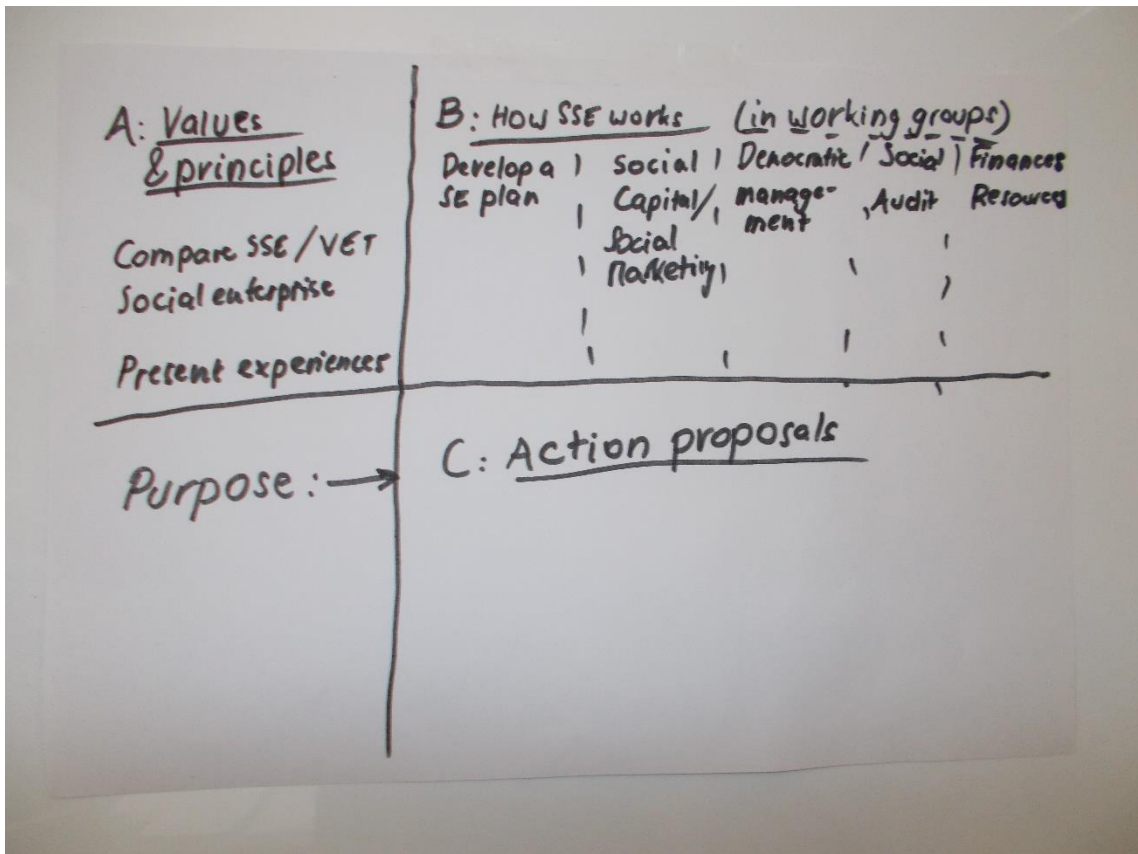 A: Values
& principles
Compare SSE/VET
Social enterprise
Present experiences
B: How SSE works (in working groups)
Develop a
SE plan
Social
Capital/
Social
Marketing
Democratic
manage-
ment
Social
Audit
Finances
Resources
Purpose: →
C: Action proposals